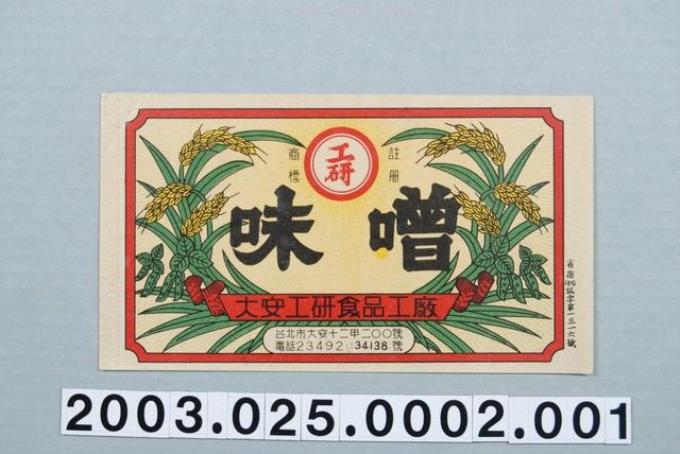 工研
商標
註冊
味噌
大安工研食品工廠
台北市大安十二甲二〇〇號
電話23492::34138號
2003.025.0002.001